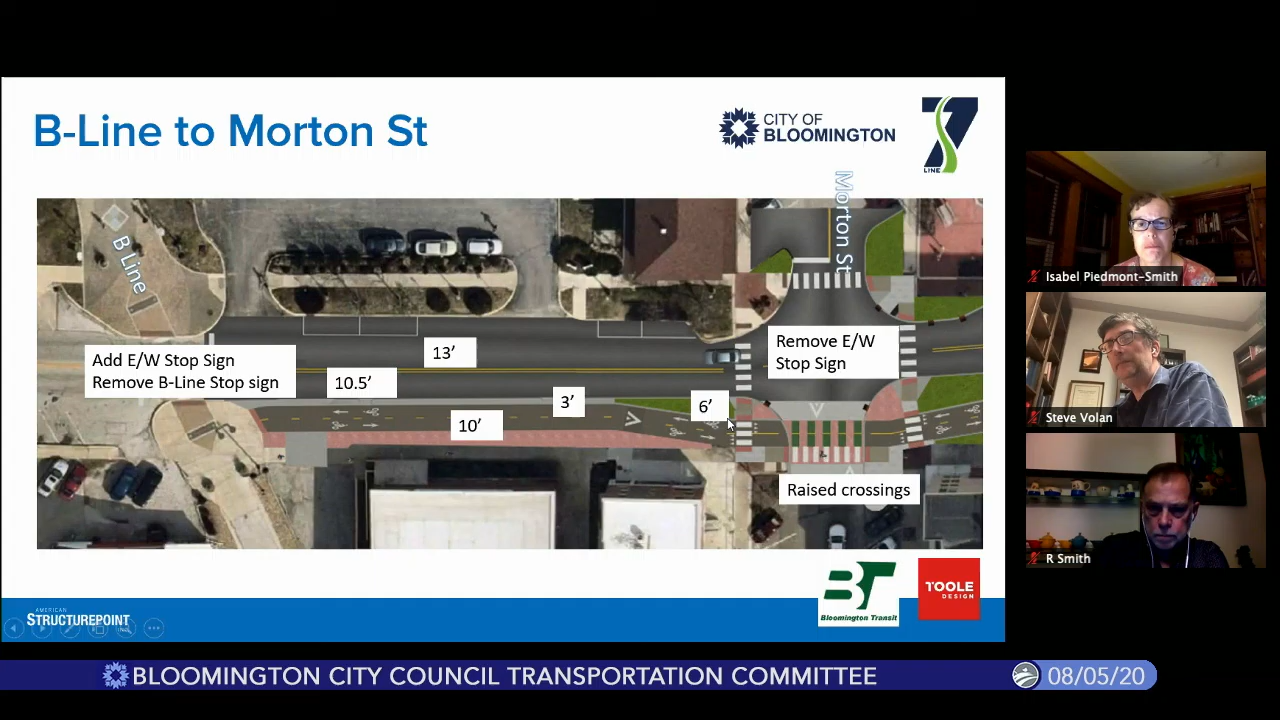 B-Line to Morton St
CITY OF
BLOOMINGTON
7
LINE
Morton St
B Line
Add E/W Stop Sign
Remove B-Line Stop sign
13’
10.5’
3’
10’
6’
Remove E/W
Stop Sign
Raised crossings
AMERICAN
STRUCTUREPOINT
BT
Bloomington Transit
TOOLE
DESIGN
Isabel Piedmont-Smith
Steve Volan
R Smith
BLOOMINGTON CITY COUNCIL TRANSPORTATION COMMITTEE
08/05/20